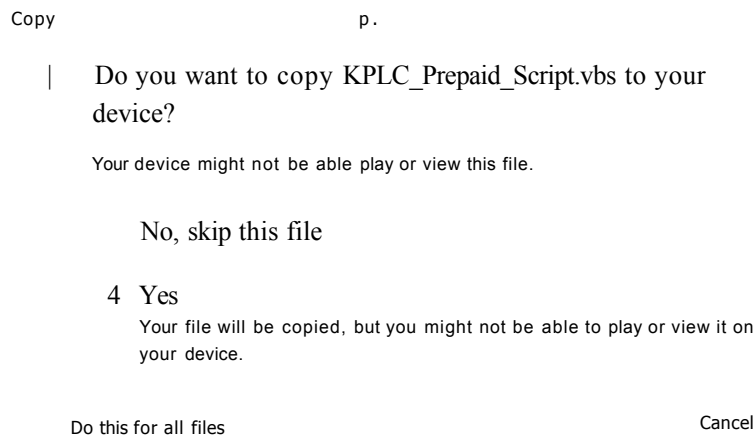 Copy p.
| Do you want to copy KPLC_Prepaid_Script.vbs to your
device?
Your device might not be able play or view this file.
No, skip this file
4 Yes
Your file will be copied, but you might not be able to play or view it on
your device.
Do this for all files Cancel